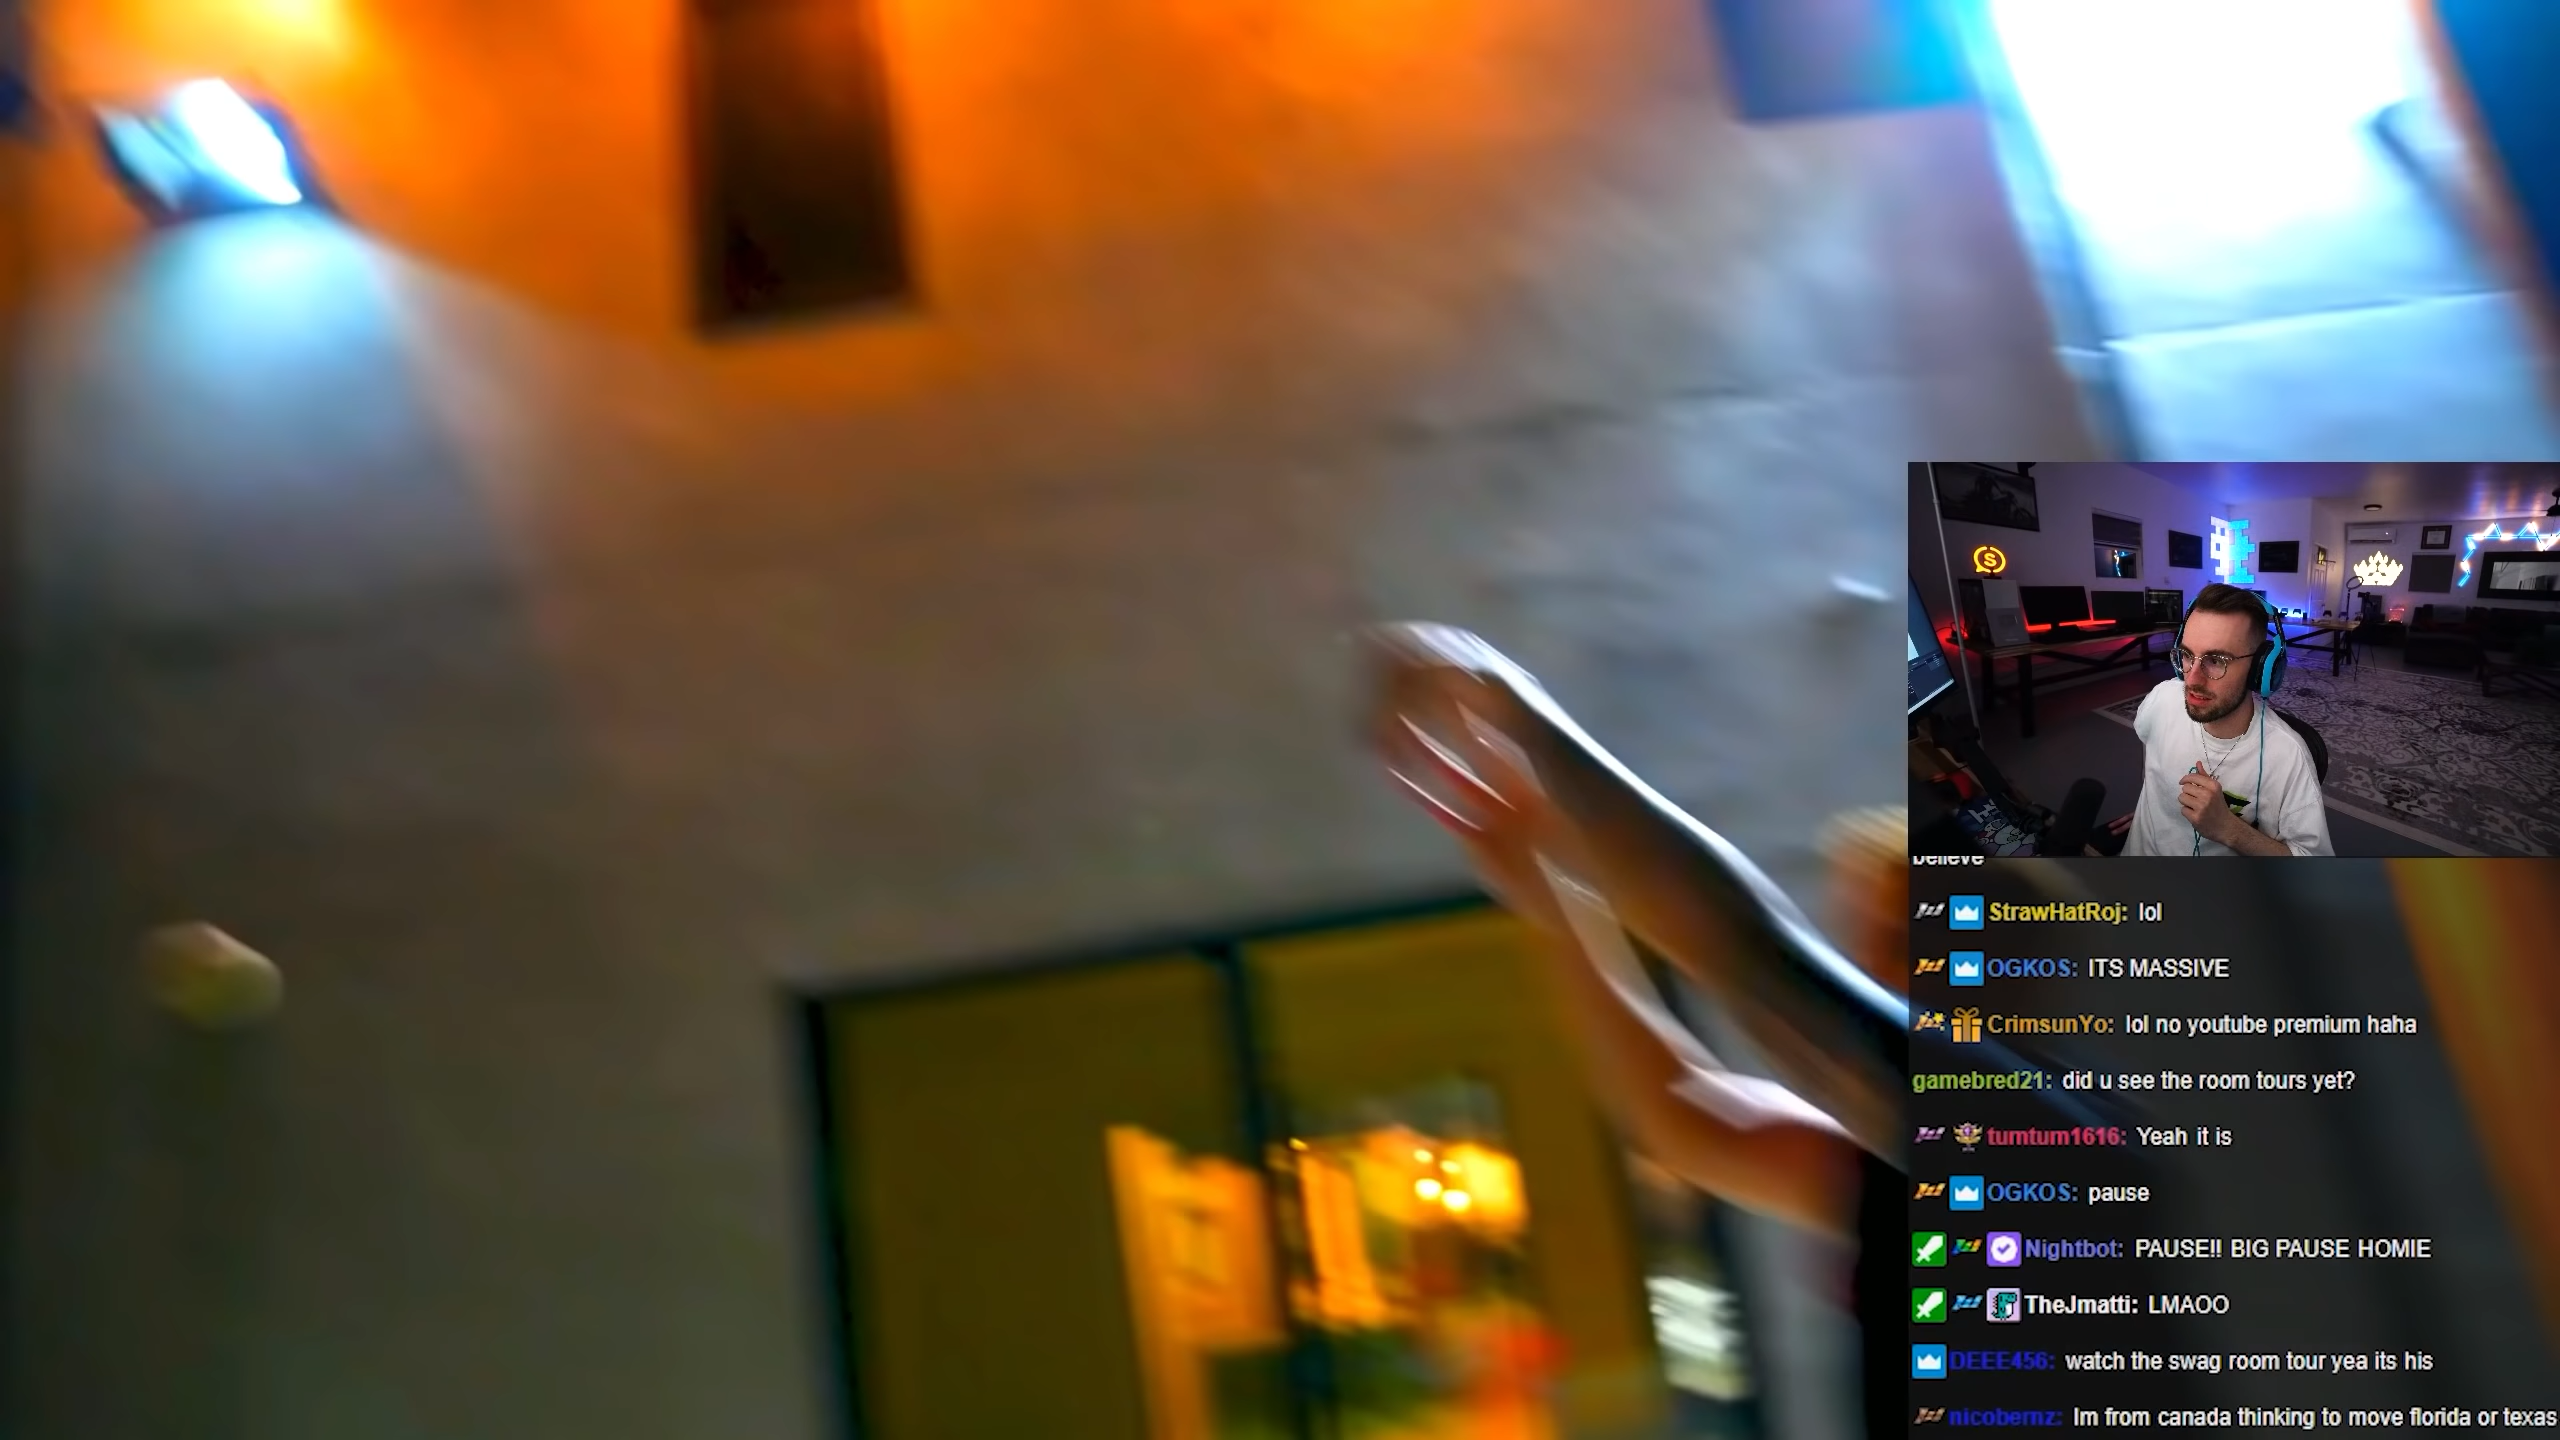 believe
StrawHatRoj: lol
OGKOS: ITS MASSIVE
CrimsunYo: lol no youtube premium haha
gamebred21: did u see the room tours yet?
tumtum1616: Yeah it is
OGKOS: pause
Nightbot: PAUSE!! BIG PAUSE HOMIE
TheJmatti: LMAOO
DEEE456: watch the swag room tour yea its his
nicobernz: Im from canada thinking to move florida or texas